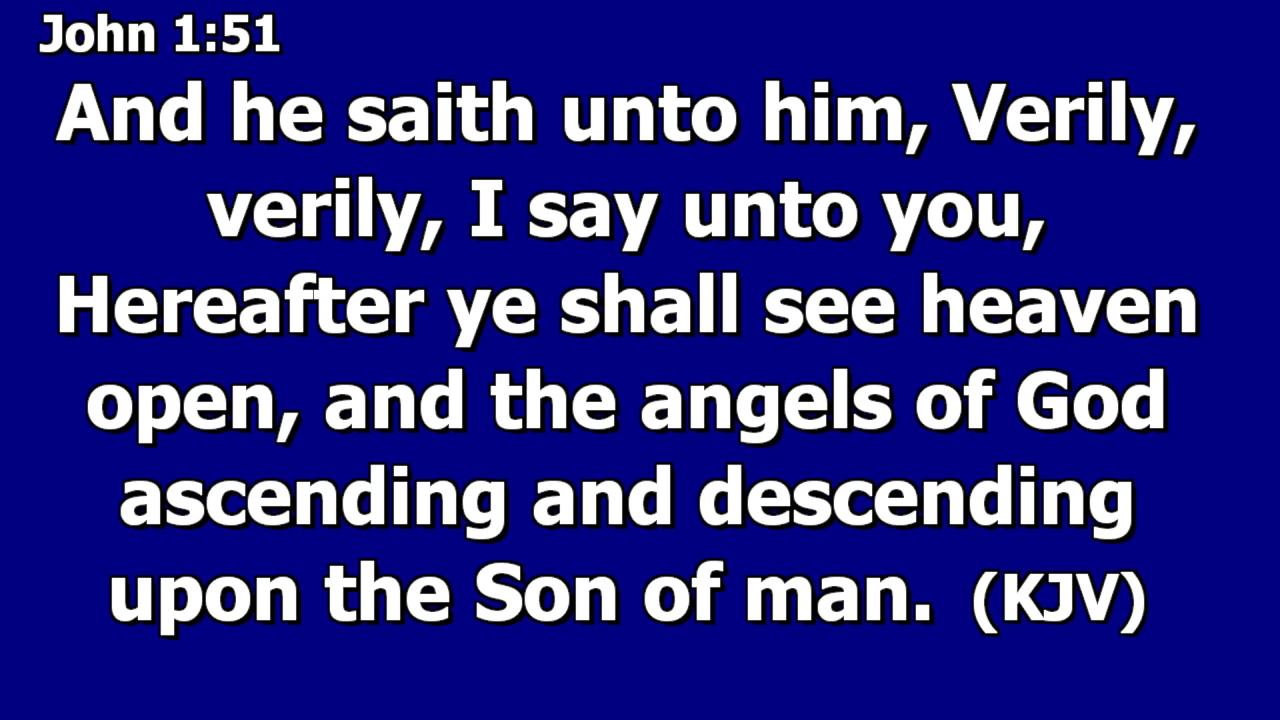 John 1:51
And he saith unto him, Verily,
verily, I say unto you,
Hereafter ye shall see heaven
open, and the angels of God
ascending and descending
upon the Son of man. (KJV)